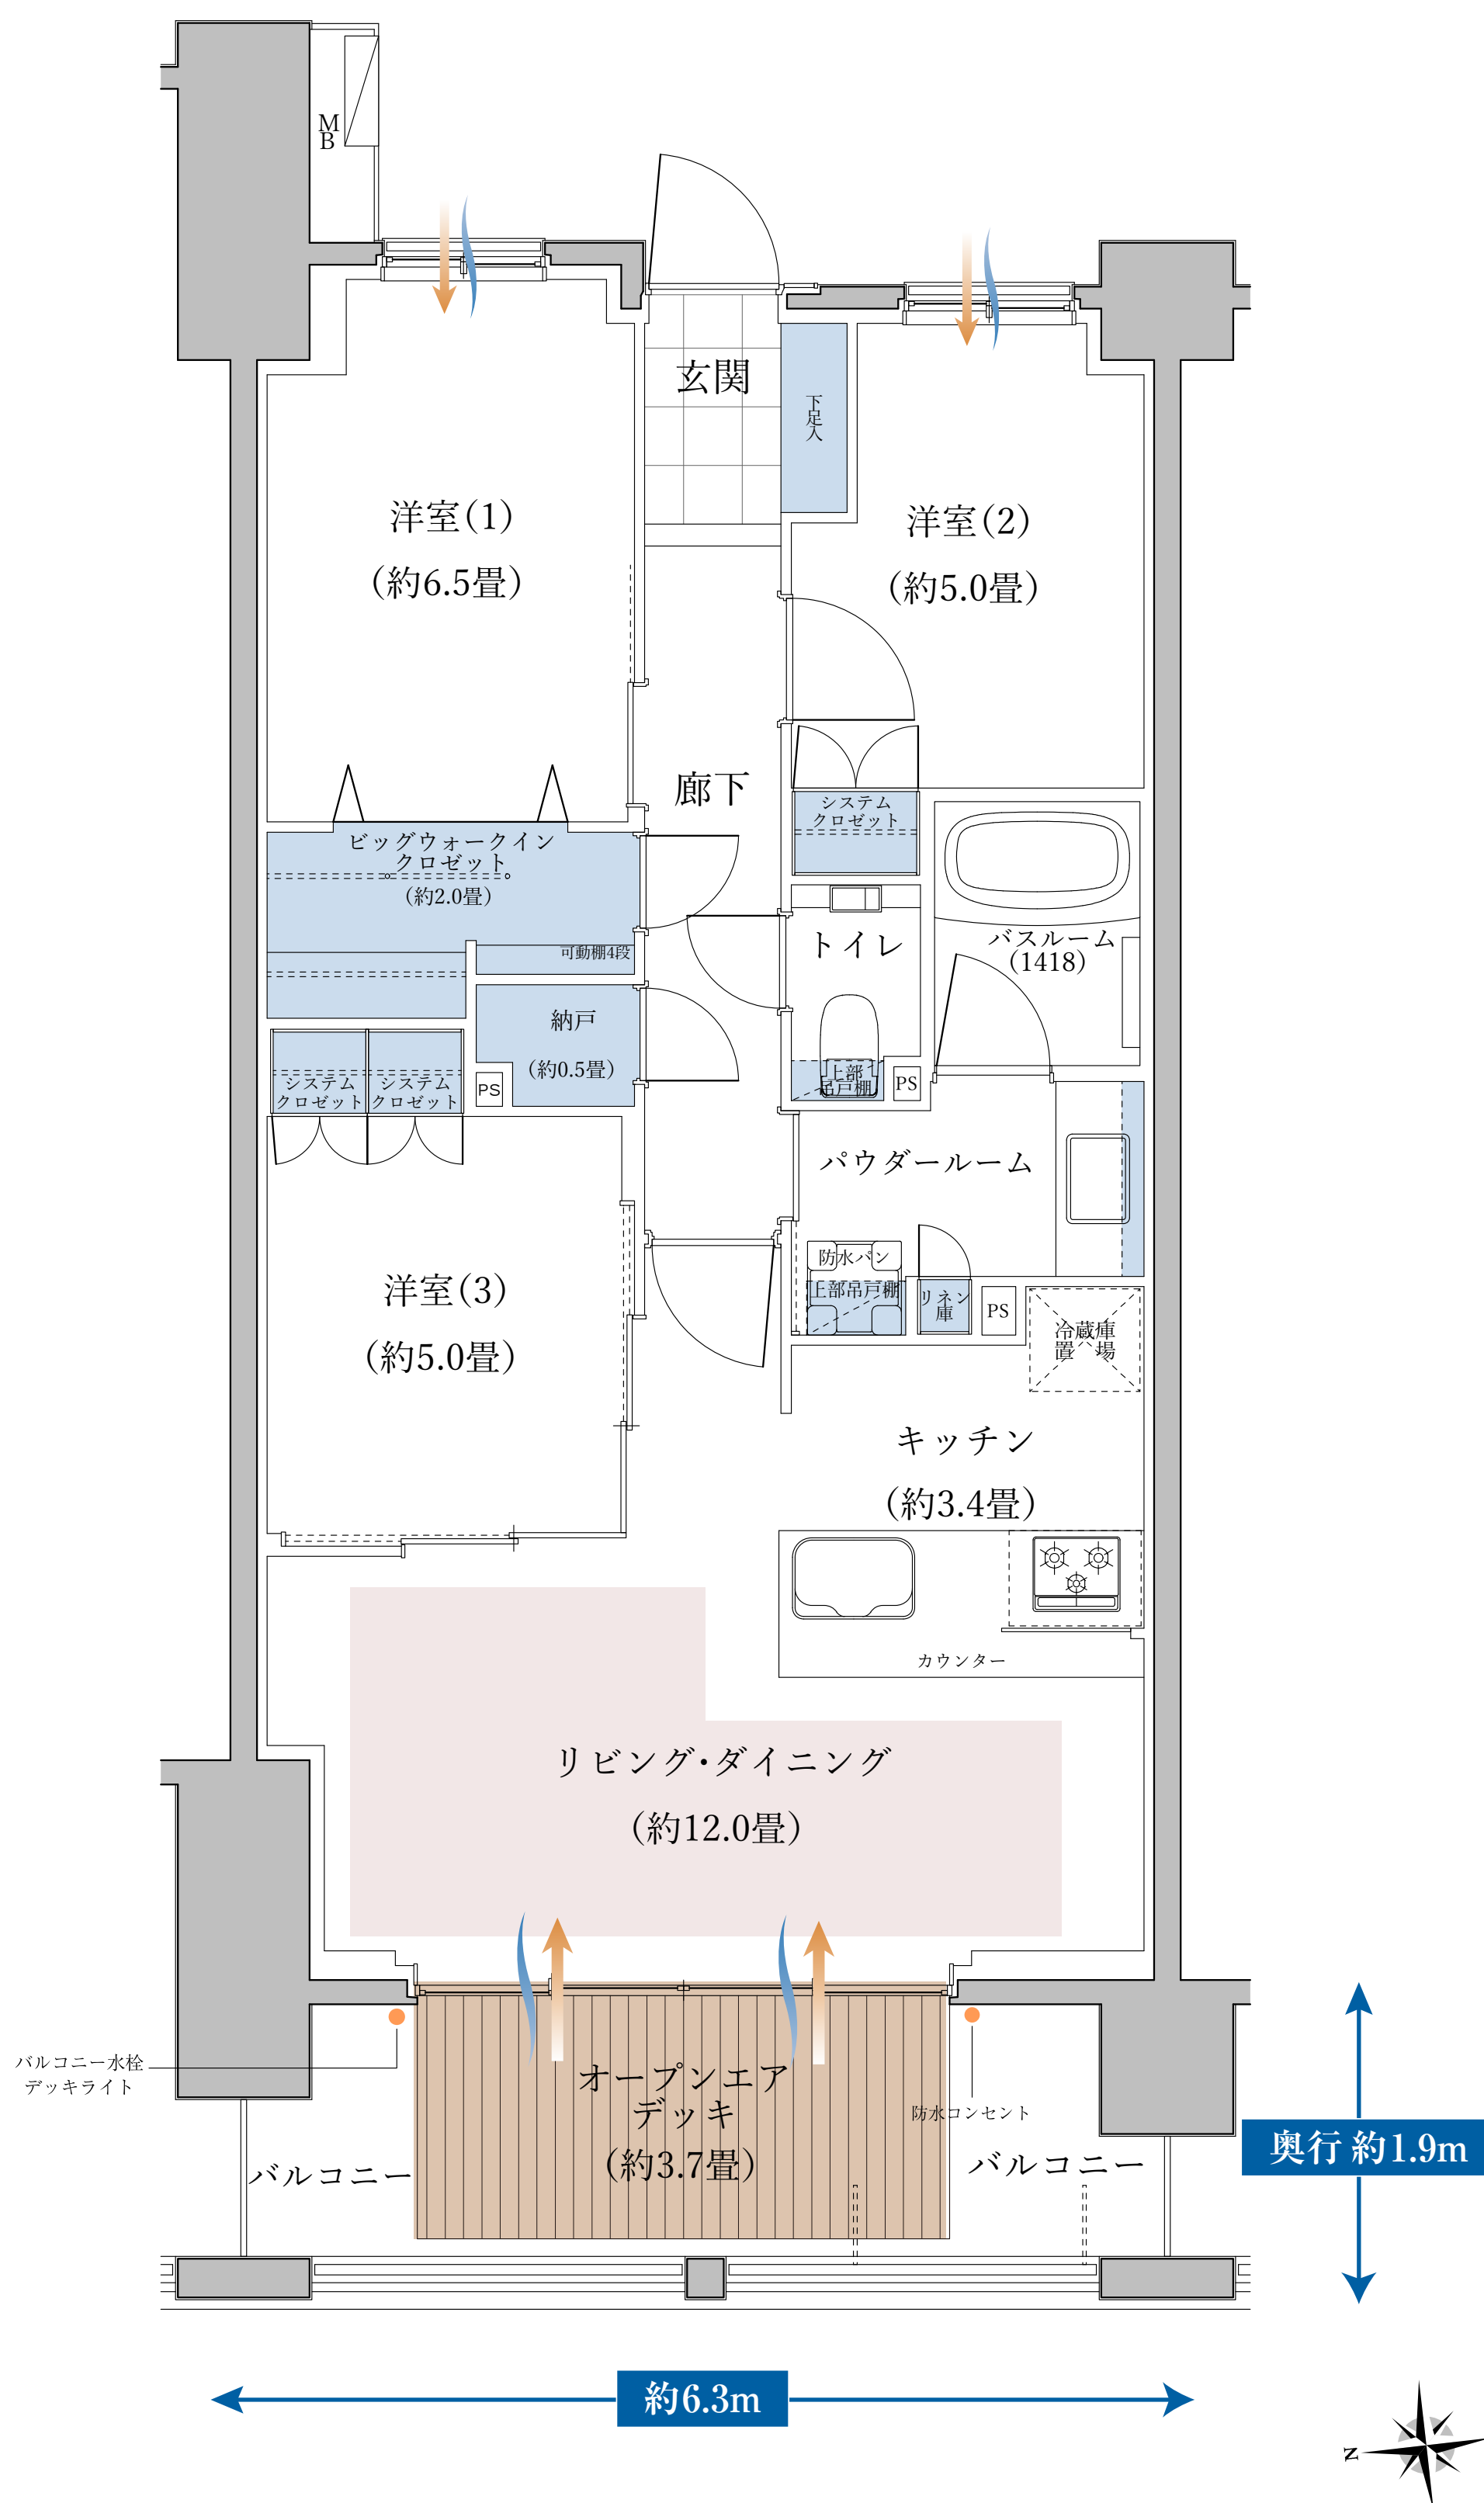 MB
玄関
下足入
洋室(1)
(約6.5畳)
洋室(2)
(約5.0畳)
廊下
システム
クロゼット
ビッグウォークイン
クロゼット
(約2.0畳)
可動棚4段
トイレ
バスルーム
(1418)
納戸
(約0.5畳)
PS
システム
クロゼット
システム
クロゼット
上部
吊戸棚
PS
パウダールーム
防水パン
上部吊戸棚
リネン
庫
PS
冷蔵庫
置場
洋室(3)
(約5.0畳)
キッチン
(約3.4畳)
カウンター
リビング・ダイニング
(約12.0畳)
バルコニー水栓
デッキライト
オープンエア
デッキ
(約3.7畳)
防水コンセント
バルコニー
バルコニー
奥行 約1.9m
約6.3m
N